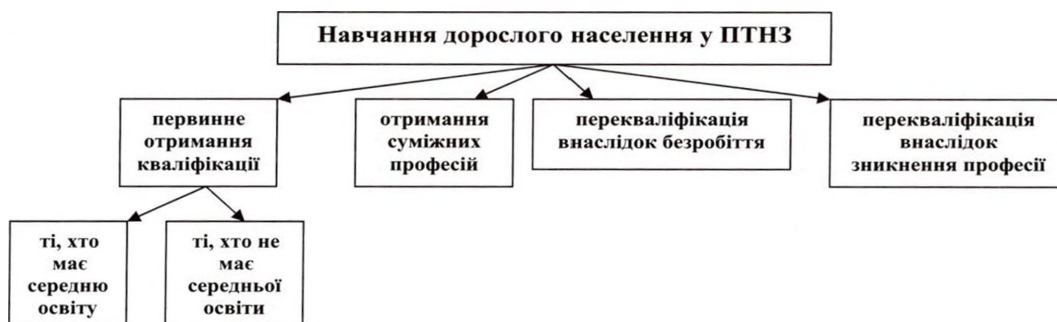 Навчання дорослого населення у ПТНЗ
первинне
отримання
кваліфікації
отримання
суміжних
професій
перекваліфікація
внаслідок безробіття
перекваліфікація
внаслідок
зникнення професії
ті, хто
має
середню
освіту
ті, хто не
має
середньої
освіти